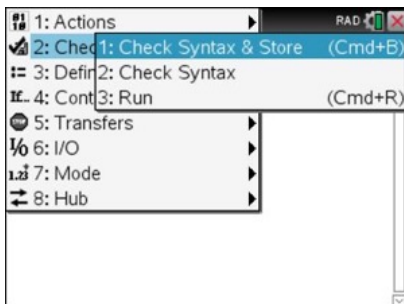 1: Actions
RAD
2: Chec
1: Check Syntax & Store (Cmd+B)
:= 3: Defin
2: Check Syntax
If.. 4: Cont
3: Run (Cmd+R)
5: Transfers
I/O 6: I/O
7: Mode
8: Hub